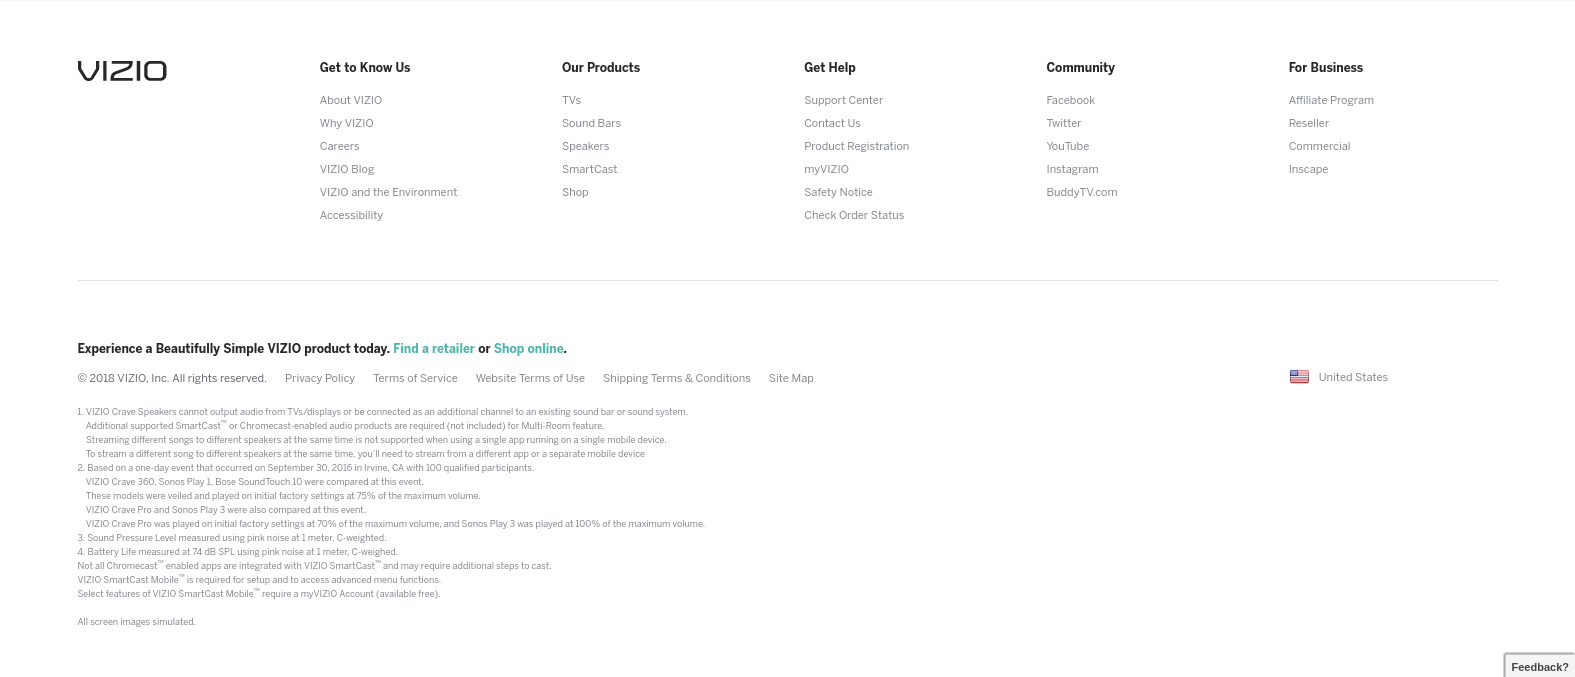 VIZIO
Get to Know Us
About VIZIO
Why VIZIO
Careers
VIZIO Blog
VIZIO and the Environment
Accessibility
Our Products
TVs
Sound Bars
Speakers
SmartCast
Shop
Get Help
Support Center
Contact Us
Product Registration
myVIZIO
Safety Notice
Check Order Status
Community
Facebook
Twitter
YouTube
Instagram
BuddyTV.com
For Business
Affiliate Program
Reseller
Commercial
Inscape
Experience a Beautifully Simple VIZIO product today. Find a retailer or Shop online.
© 2018 VIZIO, Inc. All rights reserved. Privacy Policy Terms of Service Website Terms of Use Shipping Terms & Conditions Site Map
United States
1. VIZIO Crave Speakers cannot output audio from TVs/displays or be connected as an additional channel to an existing sound bar or sound system.
Additional supported SmartCast™ or Chromecast-enabled audio products are required (not included) for Multi-Room feature.
Streaming different songs to different speakers at the same time is not supported when using a single app running on a single mobile device.
To stream a different song to different speakers at the same time, you'll need to stream from a different app or a separate mobile device
2. Based on a one-day event that occurred on September 30, 2016 in Irvine, CA with 100 qualified participants.
VIZIO Crave 360, Sonos Play 1, Bose SoundTouch 10 were compared at this event.
These models were veiled and played on initial factory settings at 75% of the maximum volume.
VIZIO Crave Pro and Sonos Play 3 were also compared at this event.
VIZIO Crave Pro was played on initial factory settings at 70% of the maximum volume, and Sonos Play 3 was played at 100% of the maximum volume.
3. Sound Pressure Level measured using pink noise at 1 meter, C-weighted.
4. Battery Life measured at 74 dB SPL using pink noise at 1 meter, C-weighed.
Not all Chromecast™ enabled apps are integrated with VIZIO SmartCast™ and may require additional steps to cast.
VIZIO SmartCast Mobile™ is required for setup and to access advanced menu functions.
Select features of VIZIO SmartCast Mobile™ require a myVIZIO Account (available free).
All screen images simulated.
Feedback?